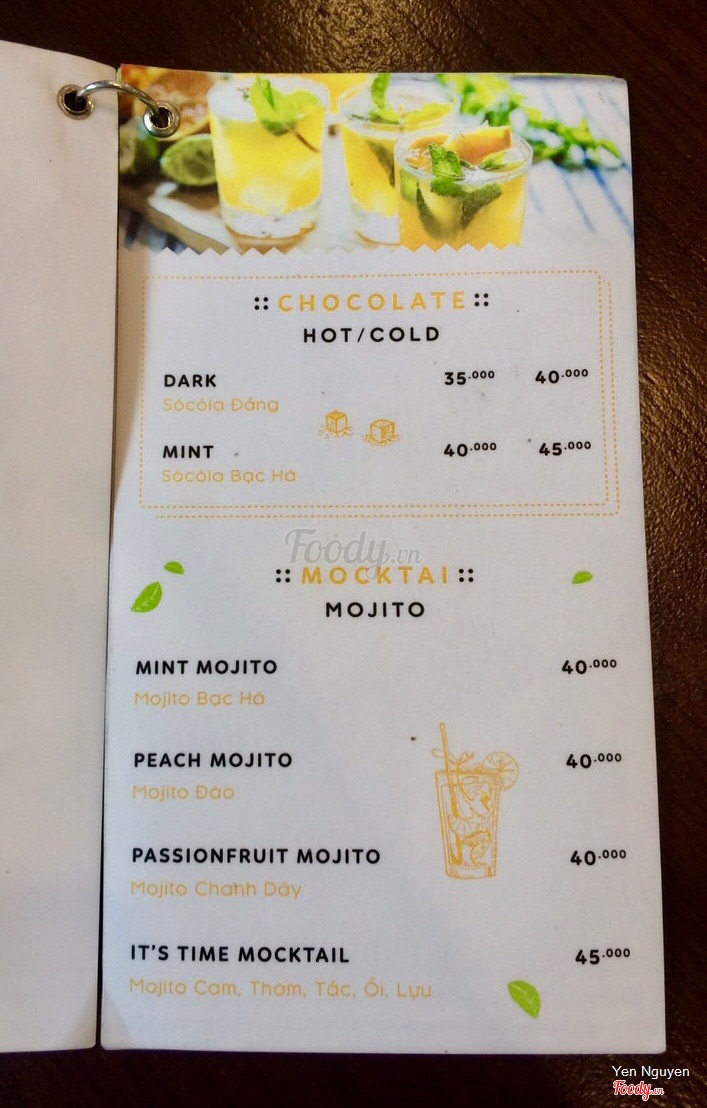 :: CHOCOLATE ::
HOT/COLD
DARK 35.000 40.000
Sôcôla Đắng
MINT 40.000 45.000
Sôcôla Bạc Hà
Foody.vn
:: MOCKTAI ::
MOJITO
MINT MOJITO 40.000
Mojito Bạc Hà
PEACH MOJITO 40.000
Mojito Đào
PASSIONFRUIT MOJITO 40.000
Mojito Chanh Dây
IT'S TIME MOCKTAIL 45.000
Mojito Cam, Thơm, Tắc, Ổi, Lựu
Yen Nguyen
Foody.vn